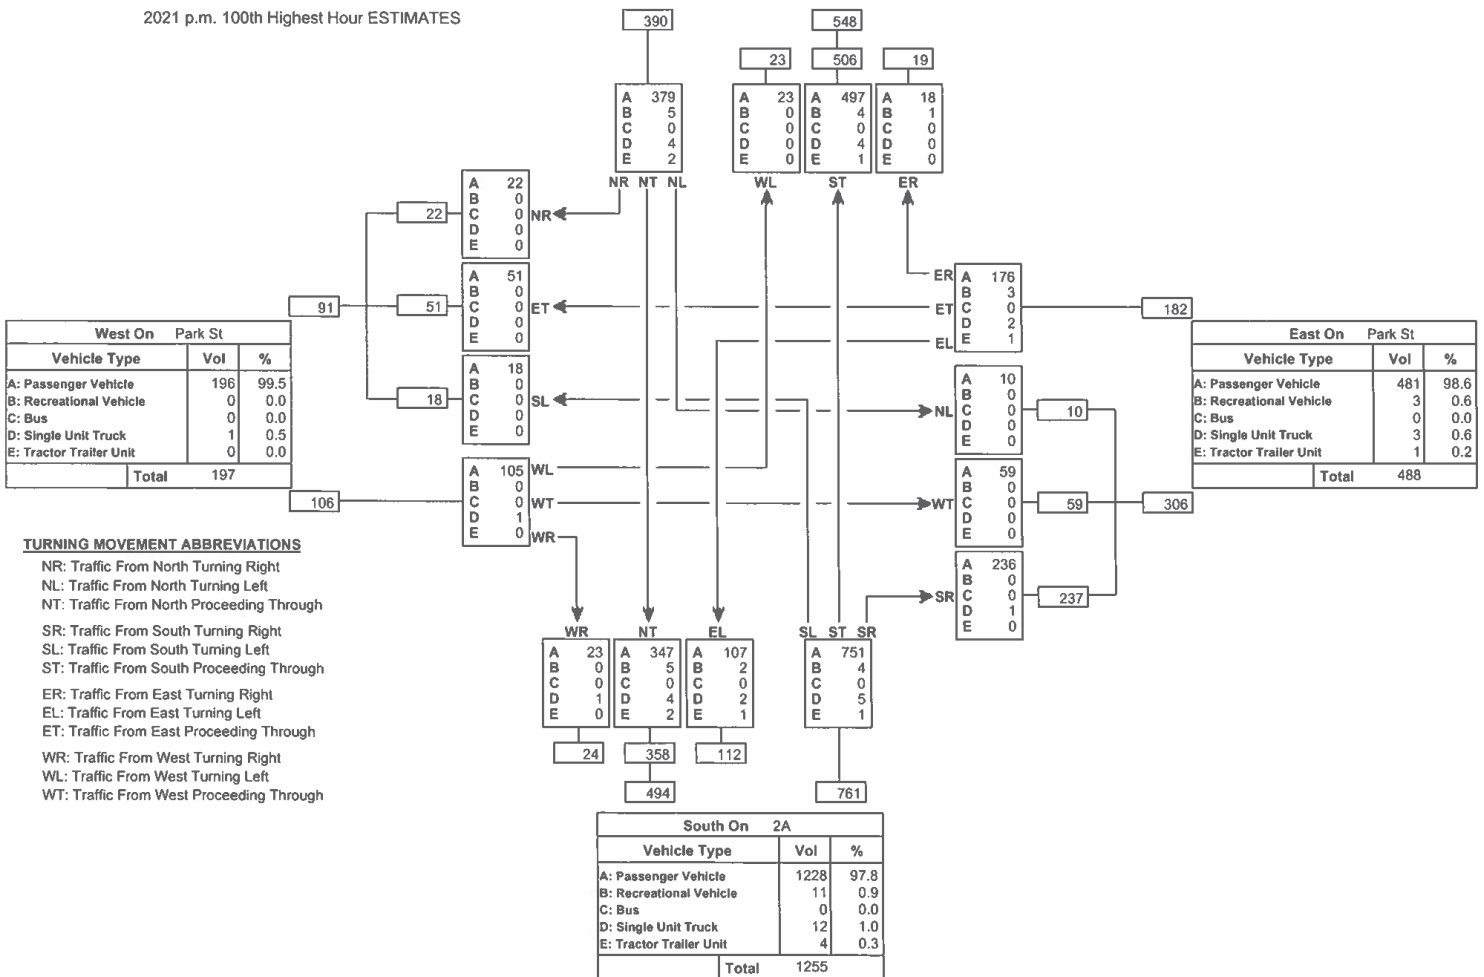 2021 p.m. 100th Highest Hour ESTIMATES
390
548
23
506
19
A 379
B 5
C 0
D 4
E 2
A 23
B 0
C 0
D 0
E 0
A 497
B 4
C 0
D 4
E 1
A 18
B 1
C 0
D 0
E 0
NR NT NL
WL
ST
ER
22
A 22
B 0
C 0
D 0
E 0
NR
91
51
A 51
B 0
C 0
D 0
E 0
ET
18
A 18
B 0
C 0
D 0
E 0
SL
106
A 105
B 0
C 0
D 1
E 0
WL
WT
WR
West On Park St
Vehicle Type Vol %
A: Passenger Vehicle 196 99.5
B: Recreational Vehicle 0 0.0
C: Bus 0 0.0
D: Single Unit Truck 1 0.5
E: Tractor Trailer Unit 0 0.0
Total 197
ER
ET
EL
A 176
B 3
C 0
D 2
E 1
182
NL
A 10
B 0
C 0
D 0
E 0
10
WT
A 59
B 0
C 0
D 0
E 0
59
306
SR
A 236
B 0
C 0
D 1
E 0
237
East On Park St
Vehicle Type Vol %
A: Passenger Vehicle 481 98.6
B: Recreational Vehicle 3 0.6
C: Bus 0 0.0
D: Single Unit Truck 3 0.6
E: Tractor Trailer Unit 1 0.2
Total 488
TURNING MOVEMENT ABBREVIATIONS
NR: Traffic From North Turning Right
NL: Traffic From North Turning Left
NT: Traffic From North Proceeding Through
SR: Traffic From South Turning Right
SL: Traffic From South Turning Left
ST: Traffic From South Proceeding Through
ER: Traffic From East Turning Right
EL: Traffic From East Turning Left
ET: Traffic From East Proceeding Through
WR: Traffic From West Turning Right
WL: Traffic From West Turning Left
WT: Traffic From West Proceeding Through
WR
NT
EL
SL ST SR
A 23
B 0
C 0
D 1
E 0
A 347
B 5
C 0
D 4
E 2
A 107
B 2
C 0
D 2
E 1
A 751
B 4
C 0
D 5
E 1
24
358
112
494
761
South On 2A
Vehicle Type Vol %
A: Passenger Vehicle 1228 97.8
B: Recreational Vehicle 11 0.9
C: Bus 0 0.0
D: Single Unit Truck 12 1.0
E: Tractor Trailer Unit 4 0.3
Total 1255